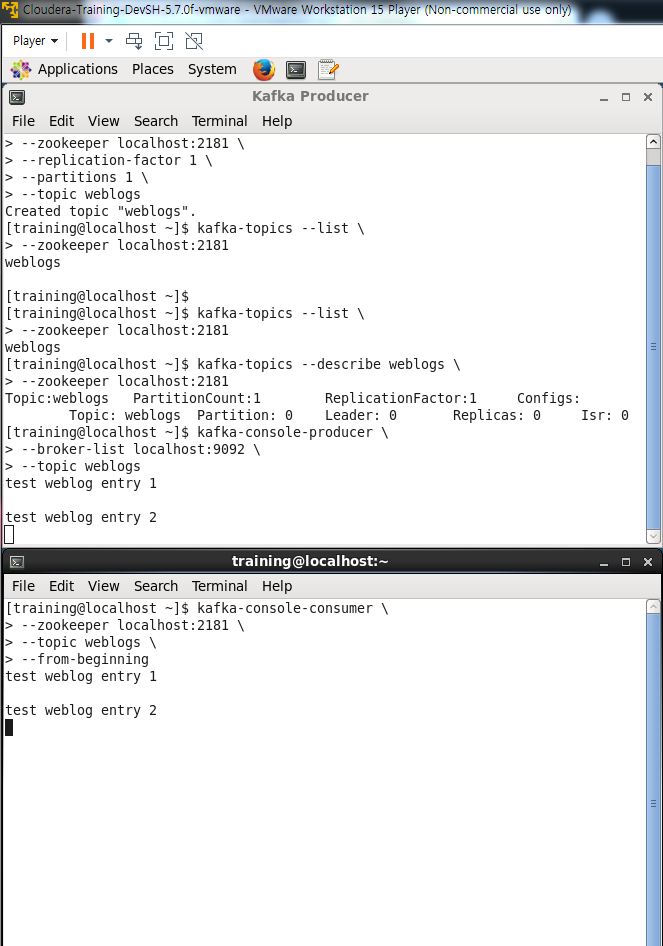 Cloudera-Training-DevSH-5.7.0f-vmware - VMware Workstation 15 Player (Non-commercial use only)
Player
Applications Places System
Kafka Producer
File Edit View Search Terminal Help
> --zookeeper localhost:2181 \
> --replication-factor 1 \
> --partitions 1 \
> --topic weblogs
Created topic "weblogs".
[training@localhost ~]$ kafka-topics --list \
> --zookeeper localhost:2181
weblogs
[training@localhost ~]$
[training@localhost ~]$ kafka-topics --list \
> --zookeeper localhost:2181
weblogs
[training@localhost ~]$ kafka-topics --describe weblogs \
> --zookeeper localhost:2181
Topic:weblogs PartitionCount:1 ReplicationFactor:1 Configs:
Topic: weblogs Partition: 0 Leader: 0 Replicas: 0 Isr: 0
[training@localhost ~]$ kafka-console-producer \
> --broker-list localhost:9092 \
> --topic weblogs
test weblog entry 1
test weblog entry 2
training@localhost:~
File Edit View Search Terminal Help
[training@localhost ~]$ kafka-console-consumer \
> --zookeeper localhost:2181 \
> --topic weblogs \
> --from-beginning
test weblog entry 1
test weblog entry 2